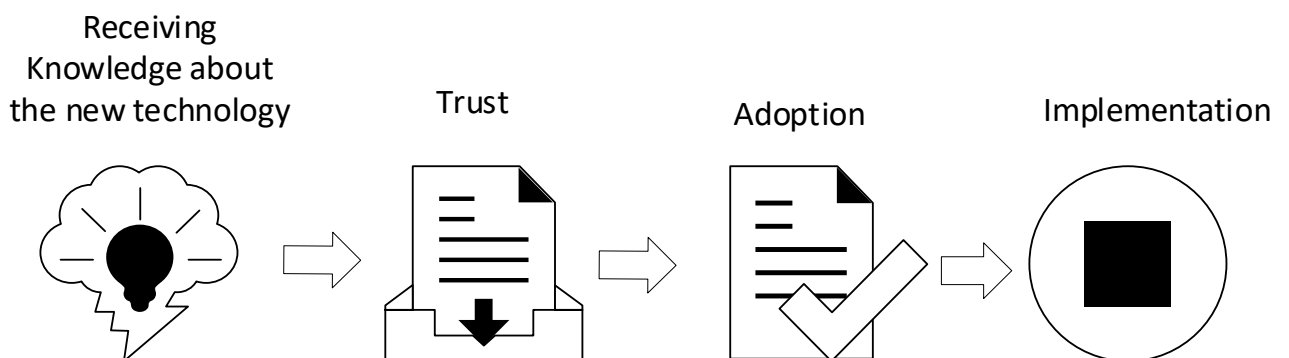 Receiving
Knowledge about
the new technology
Trust
Adoption
Implementation